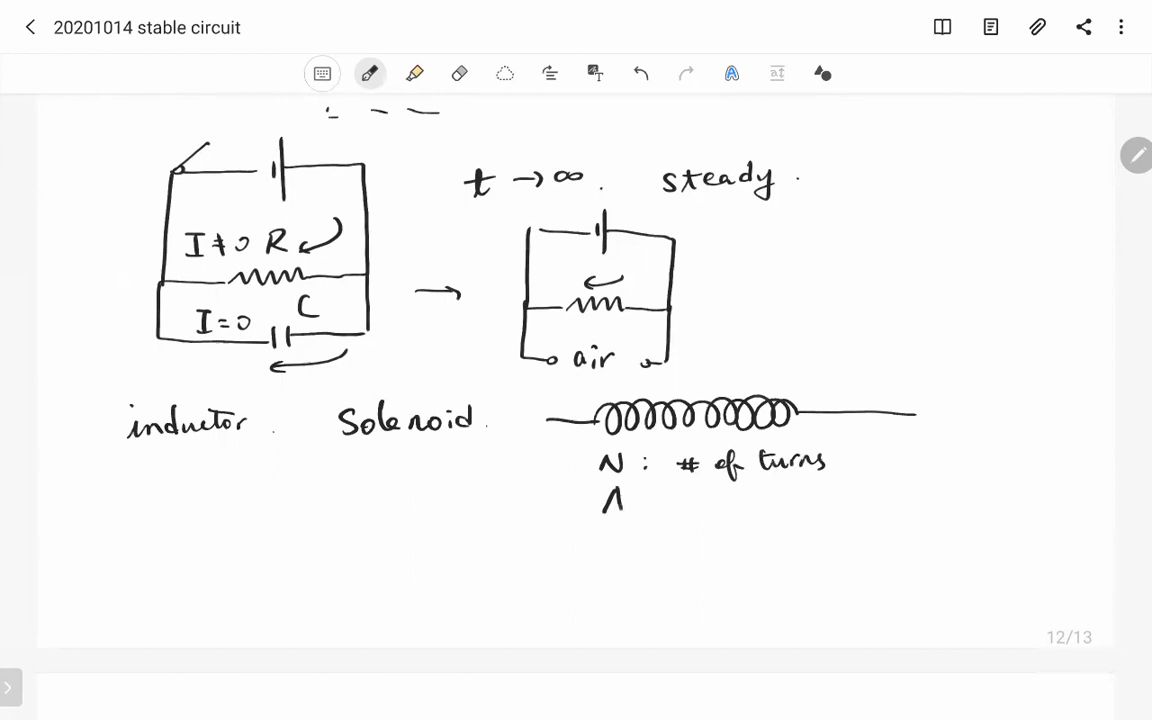 20201014 stable circuit
t → ∞ . steady .
I ≠ 0 R
C
I = 0
air
inductor . Solenoid .
N : # of turns
12/13